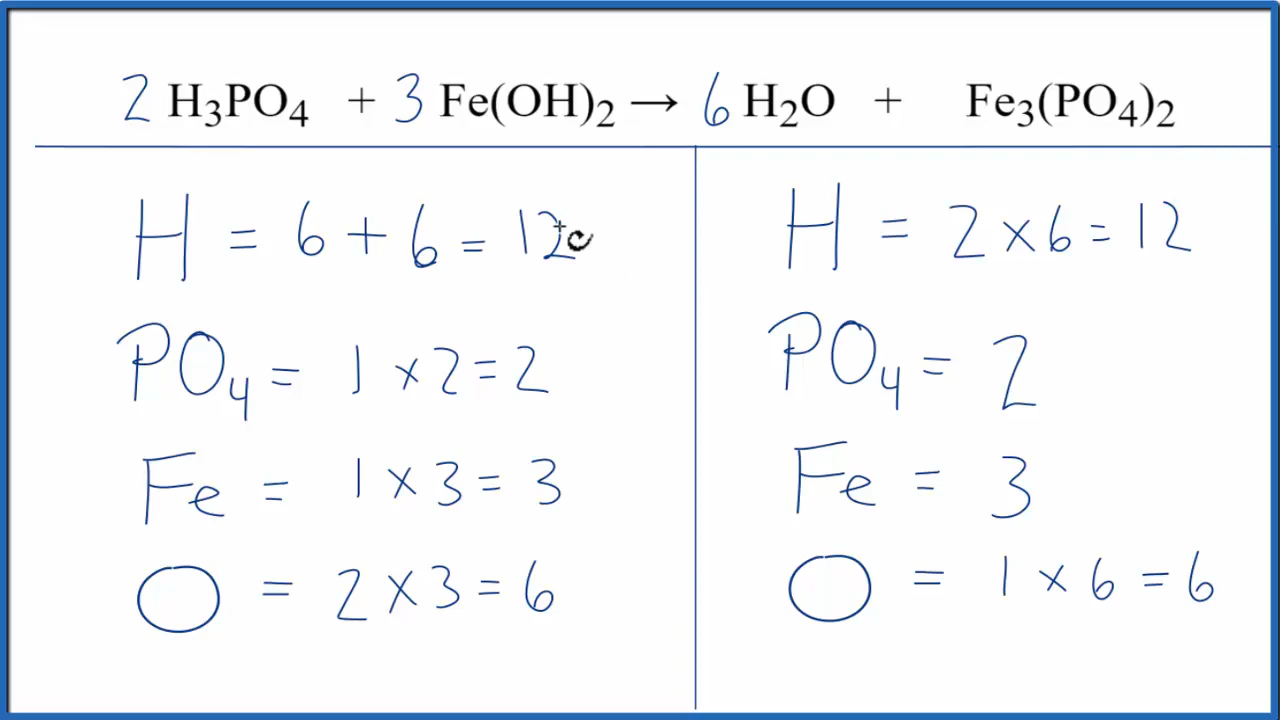 2 H₃PO₄ + 3 Fe(OH)₂ → 6 H₂O + Fe₃(PO₄)₂
H = 6 + 6 = 12
PO₄ = 1 × 2 = 2
Fe = 1 × 3 = 3
O = 2 × 3 = 6
H = 2 × 6 = 12
PO₄ = 2
Fe = 3
O = 1 × 6 = 6